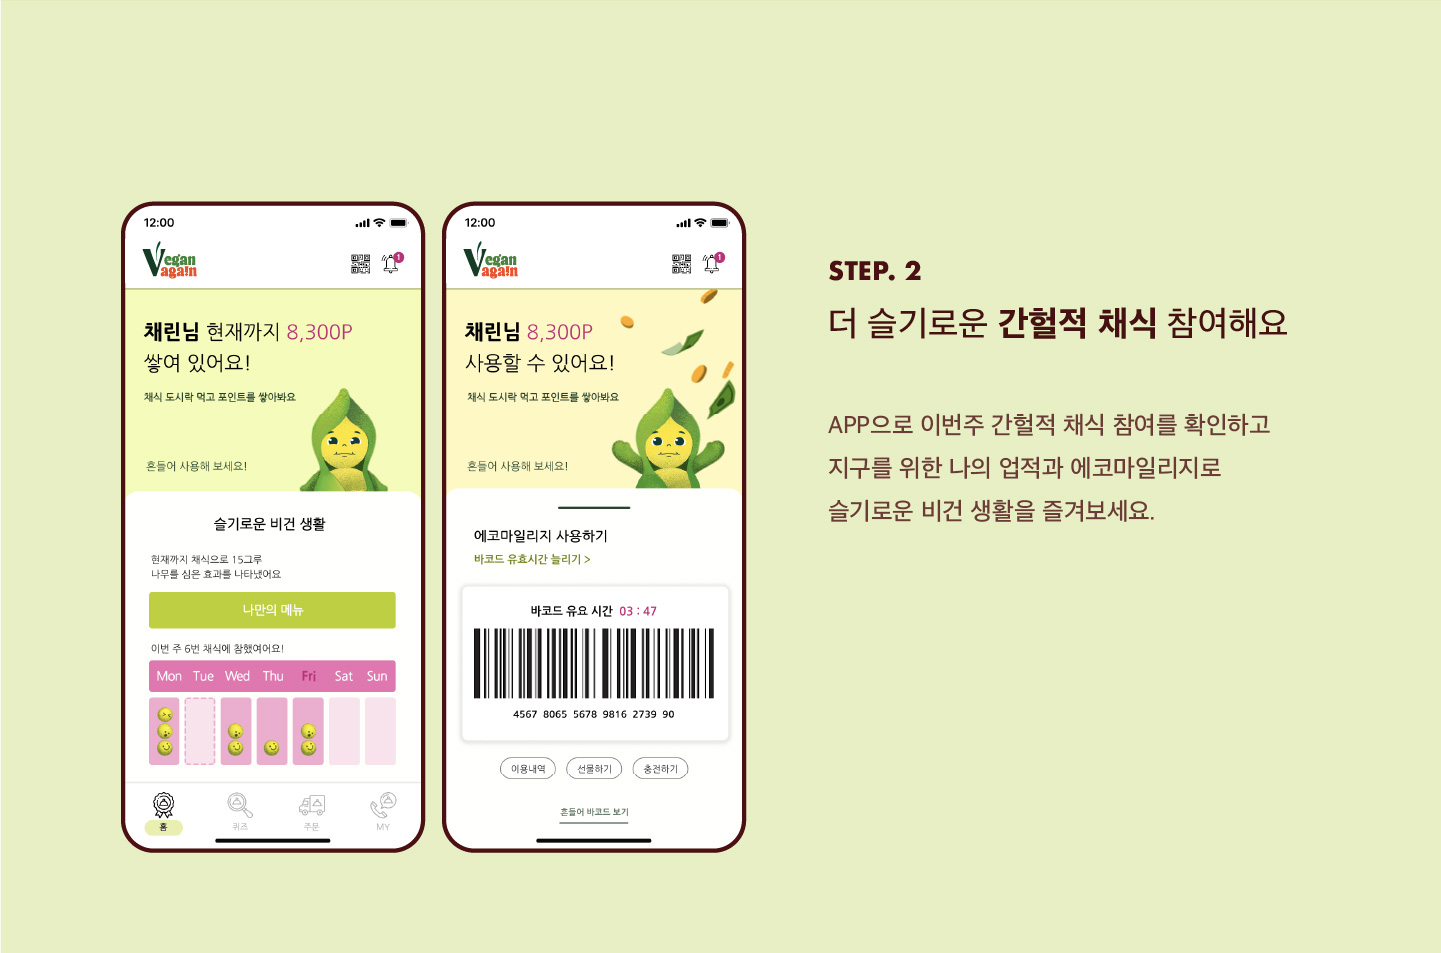 12:00
Vegan
again
1
채린님 현재까지 8,300P
쌓여 있어요!
채식 도시락 먹고 포인트를 쌓아봐요
흔들어 사용해 보세요!
슬기로운 비건 생활
현재까지 채식으로 15그루
나무를 심은 효과를 나타냈어요
나만의 메뉴
이번 주 6번 채식에 참했여어요!
Mon Tue Wed Thu Fri Sat Sun
홈 퀴즈 주문 MY
12:00
Vegan
again
1
채린님 8,300P
사용할 수 있어요!
채식 도시락 먹고 포인트를 쌓아봐요
흔들어 사용해 보세요!
에코마일리지 사용하기
바코드 유효시간 늘리기 >
바코드 유요 시간 03 : 47
4567 8065 5678 9816 2739 90
이용내역 선물하기 충전하기
흔들어 바코드 보기
STEP. 2
더 슬기로운 간헐적 채식 참여해요
APP으로 이번주 간헐적 채식 참여를 확인하고
지구를 위한 나의 업적과 에코마일리지로
슬기로운 비건 생활을 즐겨보세요.